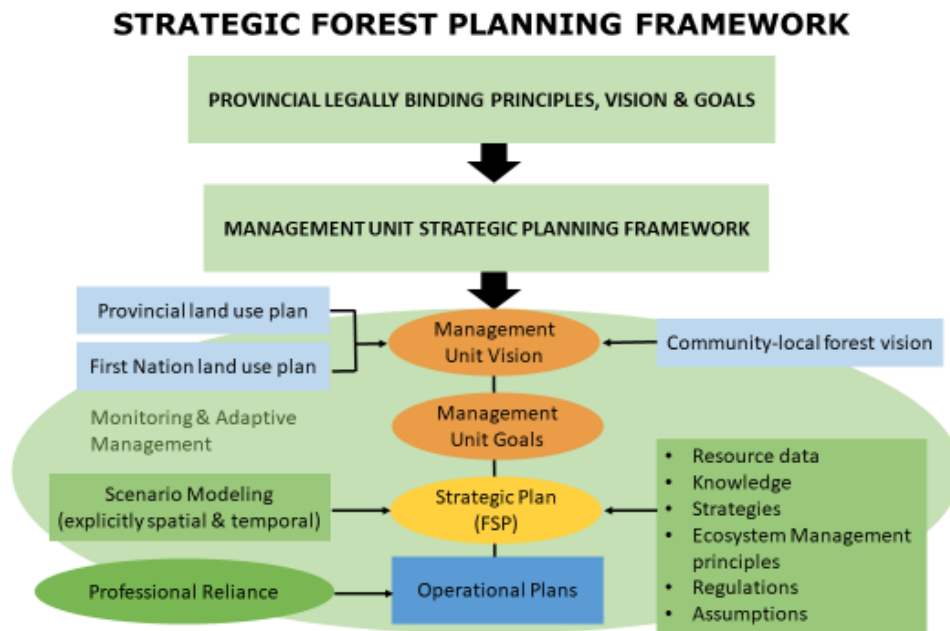 STRATEGIC FOREST PLANNING FRAMEWORK
PROVINCIAL LEGALLY BINDING PRINCIPLES, VISION & GOALS
MANAGEMENT UNIT STRATEGIC PLANNING FRAMEWORK
Provincial land use plan
First Nation land use plan
Management
Unit Vision
Community-local forest vision
Monitoring & Adaptive
Management
Management
Unit Goals
Scenario Modeling
(explicitly spatial & temporal)
Strategic Plan
(FSP)
• Resource data
• Knowledge
• Strategies
• Ecosystem Management
principles
• Regulations
• Assumptions
Professional Reliance
Operational Plans